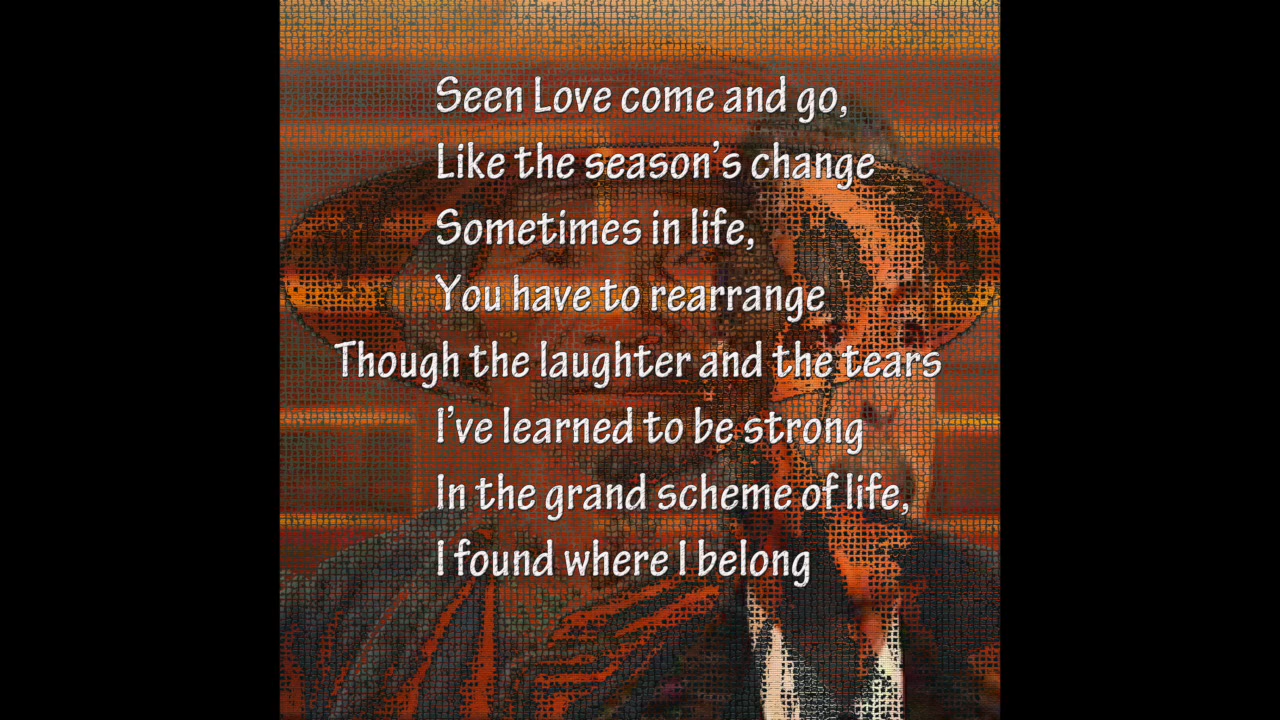 Seen Love come and go,
Like the season's change
Sometimes in life,
You have to rearrange
Though the laughter and the tears
I've learned to be strong
In the grand scheme of life,
I found where I belong